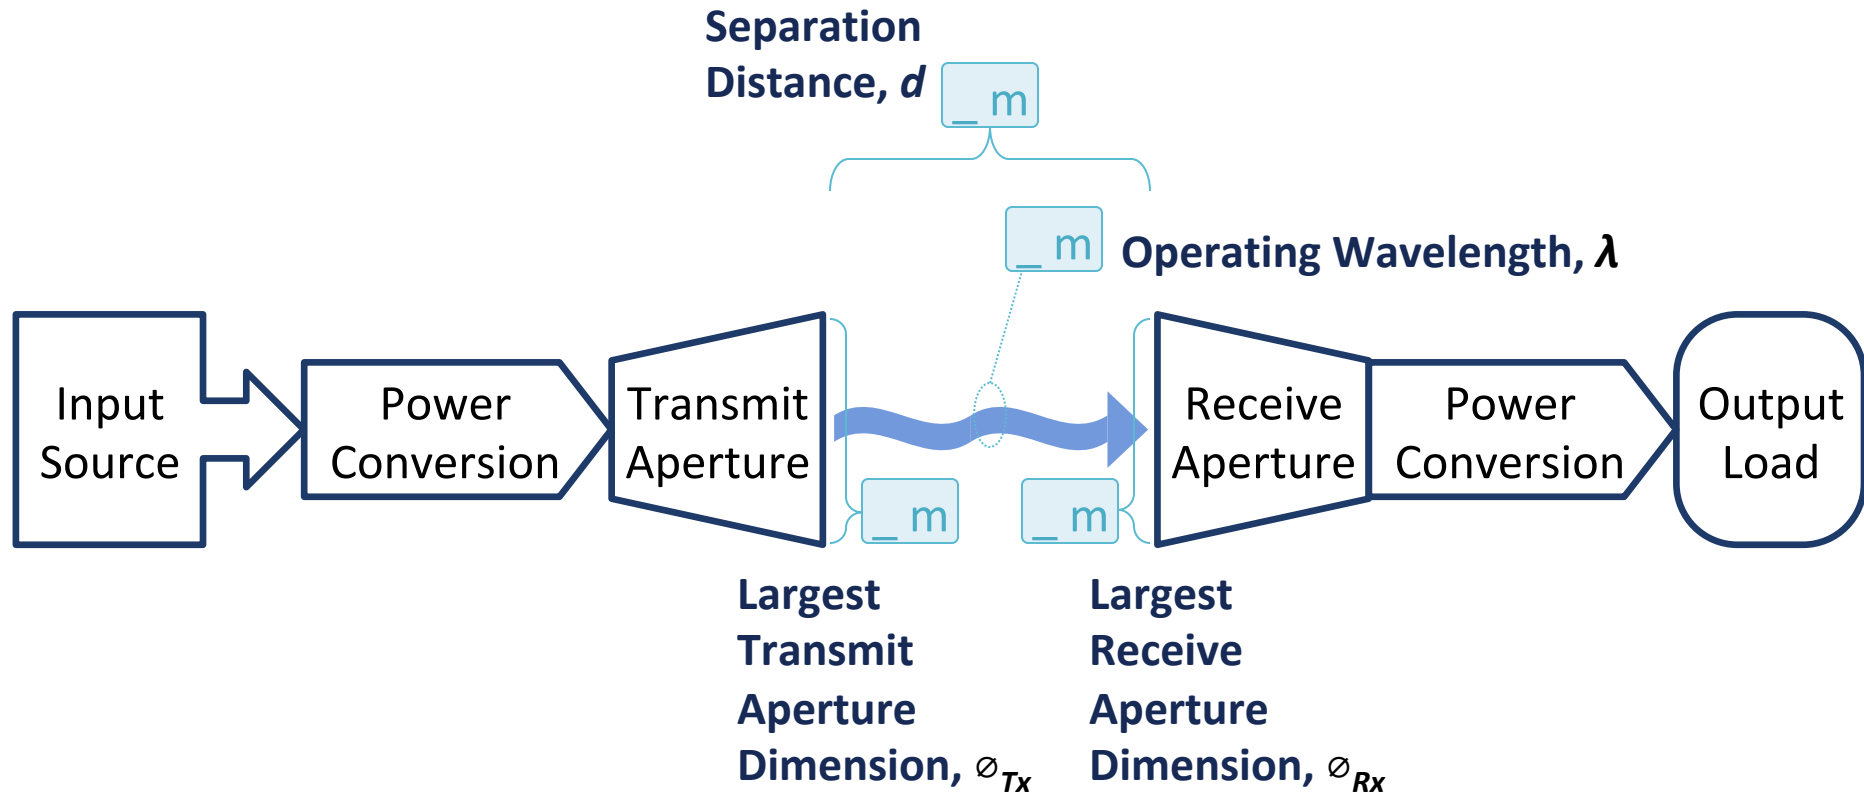 Separation
Distance, d
_ m
_ m
Operating Wavelength, λ
Input
Source
Power
Conversion
Transmit
Aperture
Receive
Aperture
Power
Conversion
Output
Load
_ m
_ m
Largest
Transmit
Aperture
Dimension, ∅Tx
Largest
Receive
Aperture
Dimension, ∅Rx